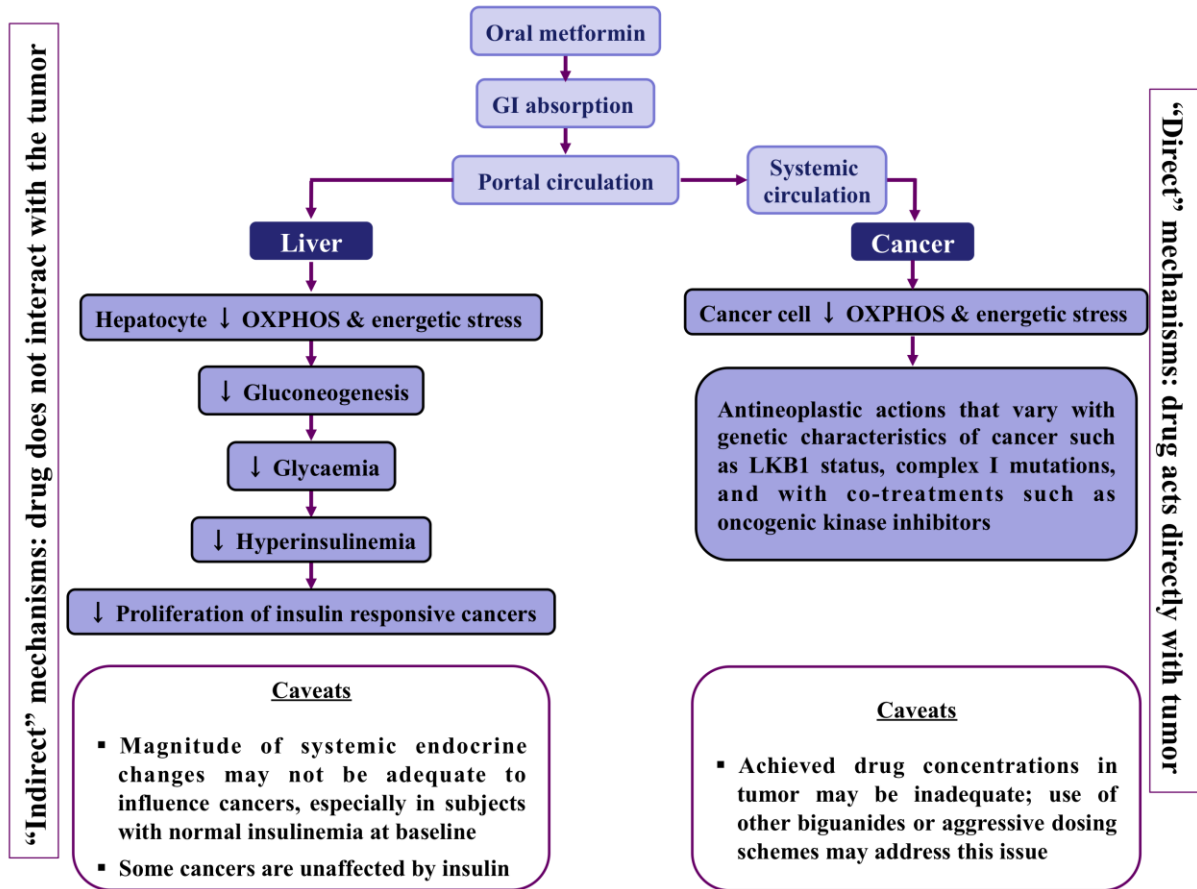 “Indirect” mechanisms: drug does not interact with the tumor
Oral metformin
GI absorption
Portal circulation
Systemic
circulation
Liver
Hepatocyte ↓ OXPHOS & energetic stress
↓ Gluconeogenesis
↓ Glycaemia
↓ Hyperinsulinemia
↓ Proliferation of insulin responsive cancers
Caveats
▪ Magnitude of systemic endocrine
changes may not be adequate to
influence cancers, especially in subjects
with normal insulinemia at baseline
▪ Some cancers are unaffected by insulin
Cancer
Cancer cell ↓ OXPHOS & energetic stress
Antineoplastic actions that vary with
genetic characteristics of cancer such
as LKB1 status, complex I mutations,
and with co-treatments such as
oncogenic kinase inhibitors
Caveats
▪ Achieved drug concentrations in
tumor may be inadequate; use of
other biguanides or aggressive dosing
schemes may address this issue
“Direct” mechanisms: drug acts directly with tumor